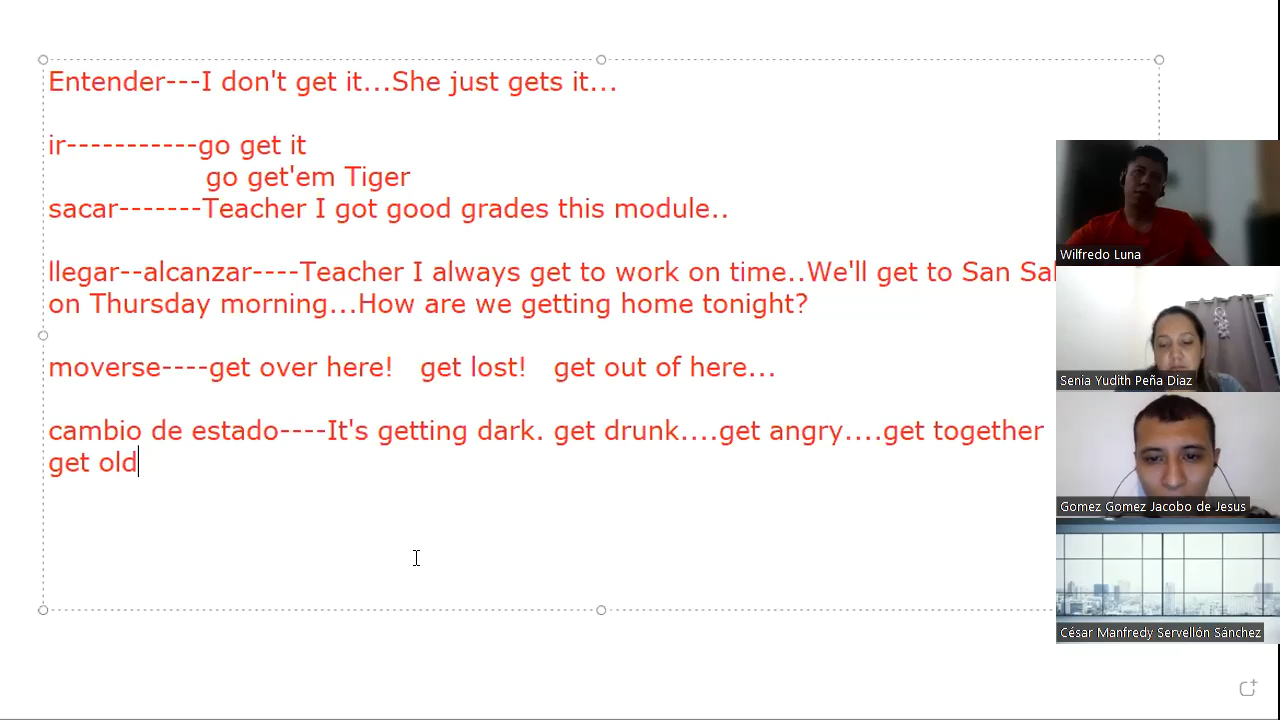 Entender---I don't get it...She just gets it...
ir-----------go get it
go get'em Tiger
sacar-------Teacher I got good grades this module..
llegar--alcanzar----Teacher I always get to work on time..We'll get to San Sal
on Thursday morning...How are we getting home tonight?
moverse----get over here! get lost! get out of here...
cambio de estado----It's getting dark. get drunk....get angry....get together
get old
Wilfredo Luna
Senia Yudith Peña Diaz
Gomez Gomez Jacobo de Jesus
César Manfredy Servellón Sánchez